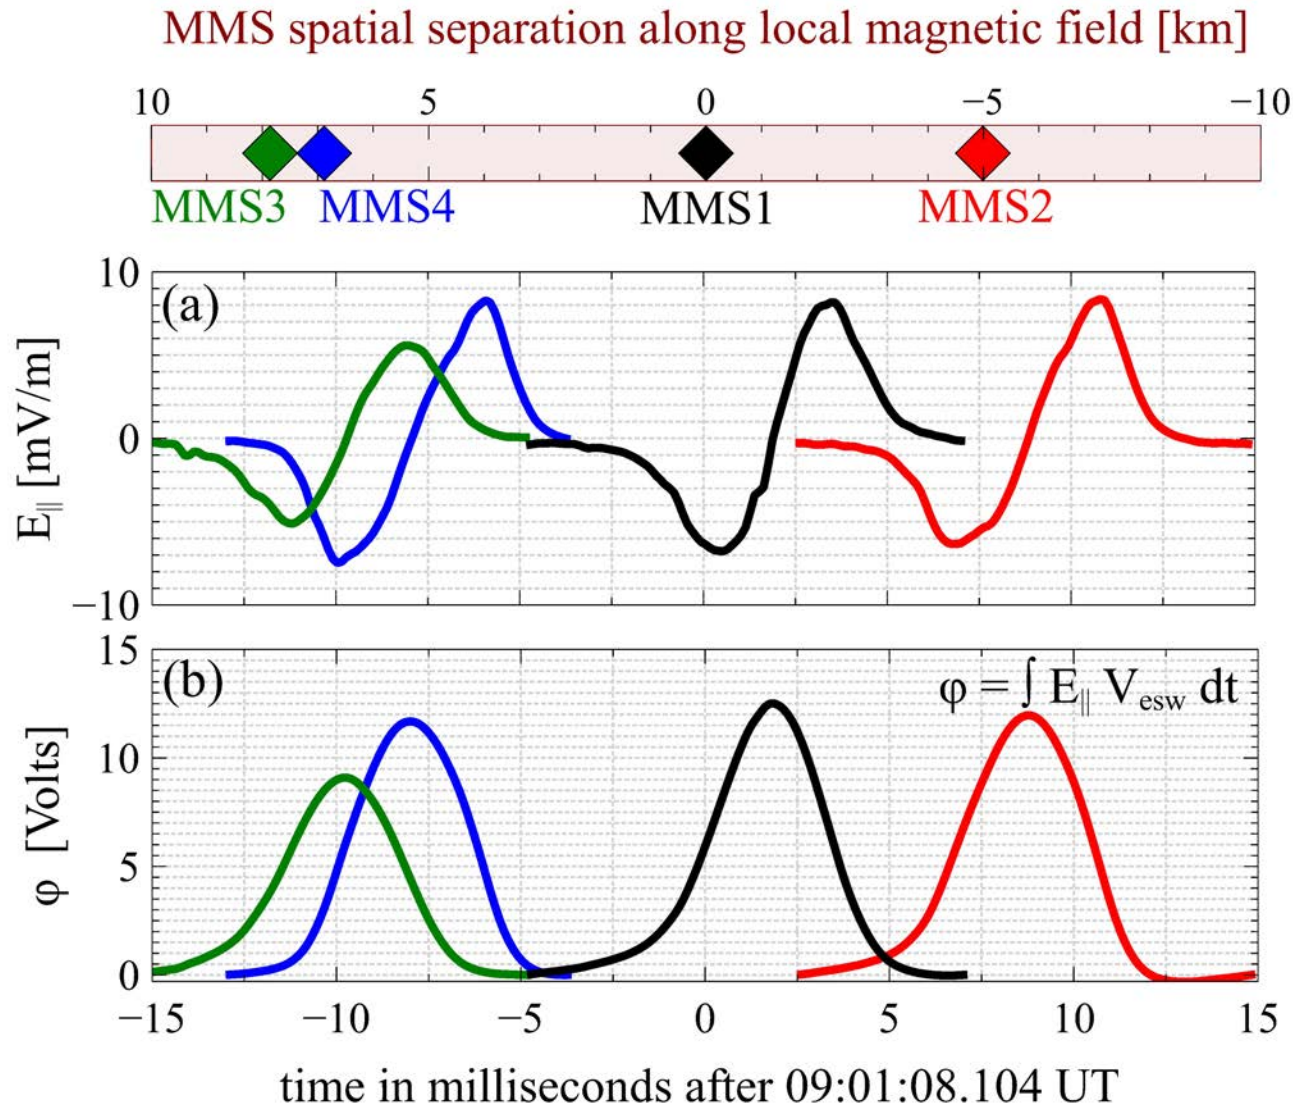 MMS spatial separation along local magnetic field [km]
10 5 0 −5 −10
MMS3 MMS4 MMS1 MMS2
10
(a)
E|| [mV/m]
0
−10
15
(b)
φ = ∫ E|| Vesw dt
φ [Volts]
10
5
0
−15 −10 −5 0 5 10 15
time in milliseconds after 09:01:08.104 UT